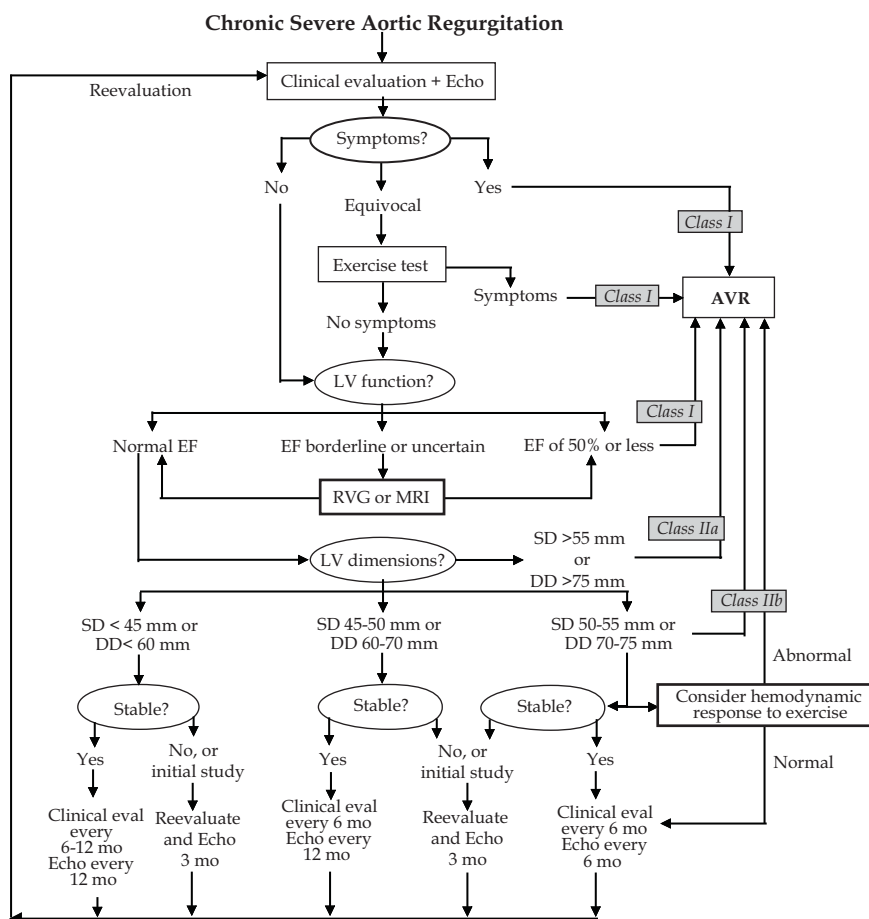 Chronic Severe Aortic Regurgitation
Reevaluation
Clinical evaluation + Echo
Symptoms?
No
Equivocal
Yes
Class I
Exercise test
Symptoms
Class I
AVR
No symptoms
LV function?
Class I
Normal EF
EF borderline or uncertain
EF of 50% or less
RVG or MRI
Class IIa
LV dimensions?
SD >55 mm
or
DD >75 mm
Class IIb
SD < 45 mm or
DD< 60 mm
SD 45-50 mm or
DD 60-70 mm
SD 50-55 mm or
DD 70-75 mm
Abnormal
Stable?
Stable?
Stable?
Consider hemodynamic
response to exercise
Yes
No, or
initial study
Yes
No, or
initial study
Yes
Normal
Clinical eval
every
6-12 mo
Echo every
12 mo
Reevaluate
and Echo
3 mo
Clinical eval
every 6 mo
Echo every
12 mo
Reevaluate
and Echo
3 mo
Clinical eval
every 6 mo
Echo every
6 mo